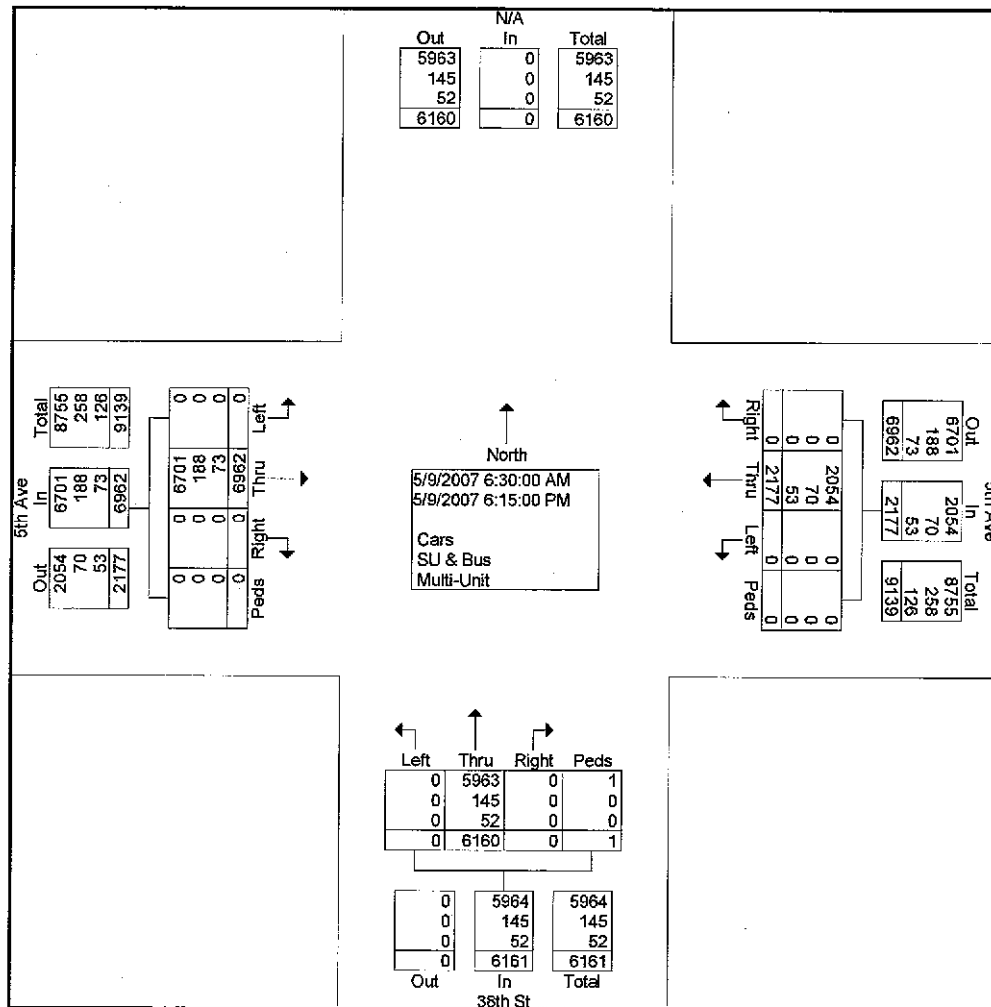 N/A
Out In Total
5963 0 5963
145 0 145
52 0 52
6160 0 6160
5th Ave
Total In Out
8755 6701 2054
258 188 70
126 73 53
9139 6962 2177
Left Thru Right Peds
0 6701 0 0
0 188 0 0
0 73 0 0
0 6962 0 0
North
5/9/2007 6:30:00 AM
5/9/2007 6:15:00 PM
Cars
SU & Bus
Multi-Unit
Right Thru Left Peds
0 2054 0 0
0 70 0 0
0 53 0 0
0 2177 0 0
Out In Total
6701 2054 8755
188 70 258
73 53 126
6962 2177 9139
Ave
Left Thru Right Peds
0 5963 0 1
0 145 0 0
0 52 0 0
0 6160 0 1
0 5964 5964
0 145 145
0 52 52
0 6161 6161
Out In Total
38th St